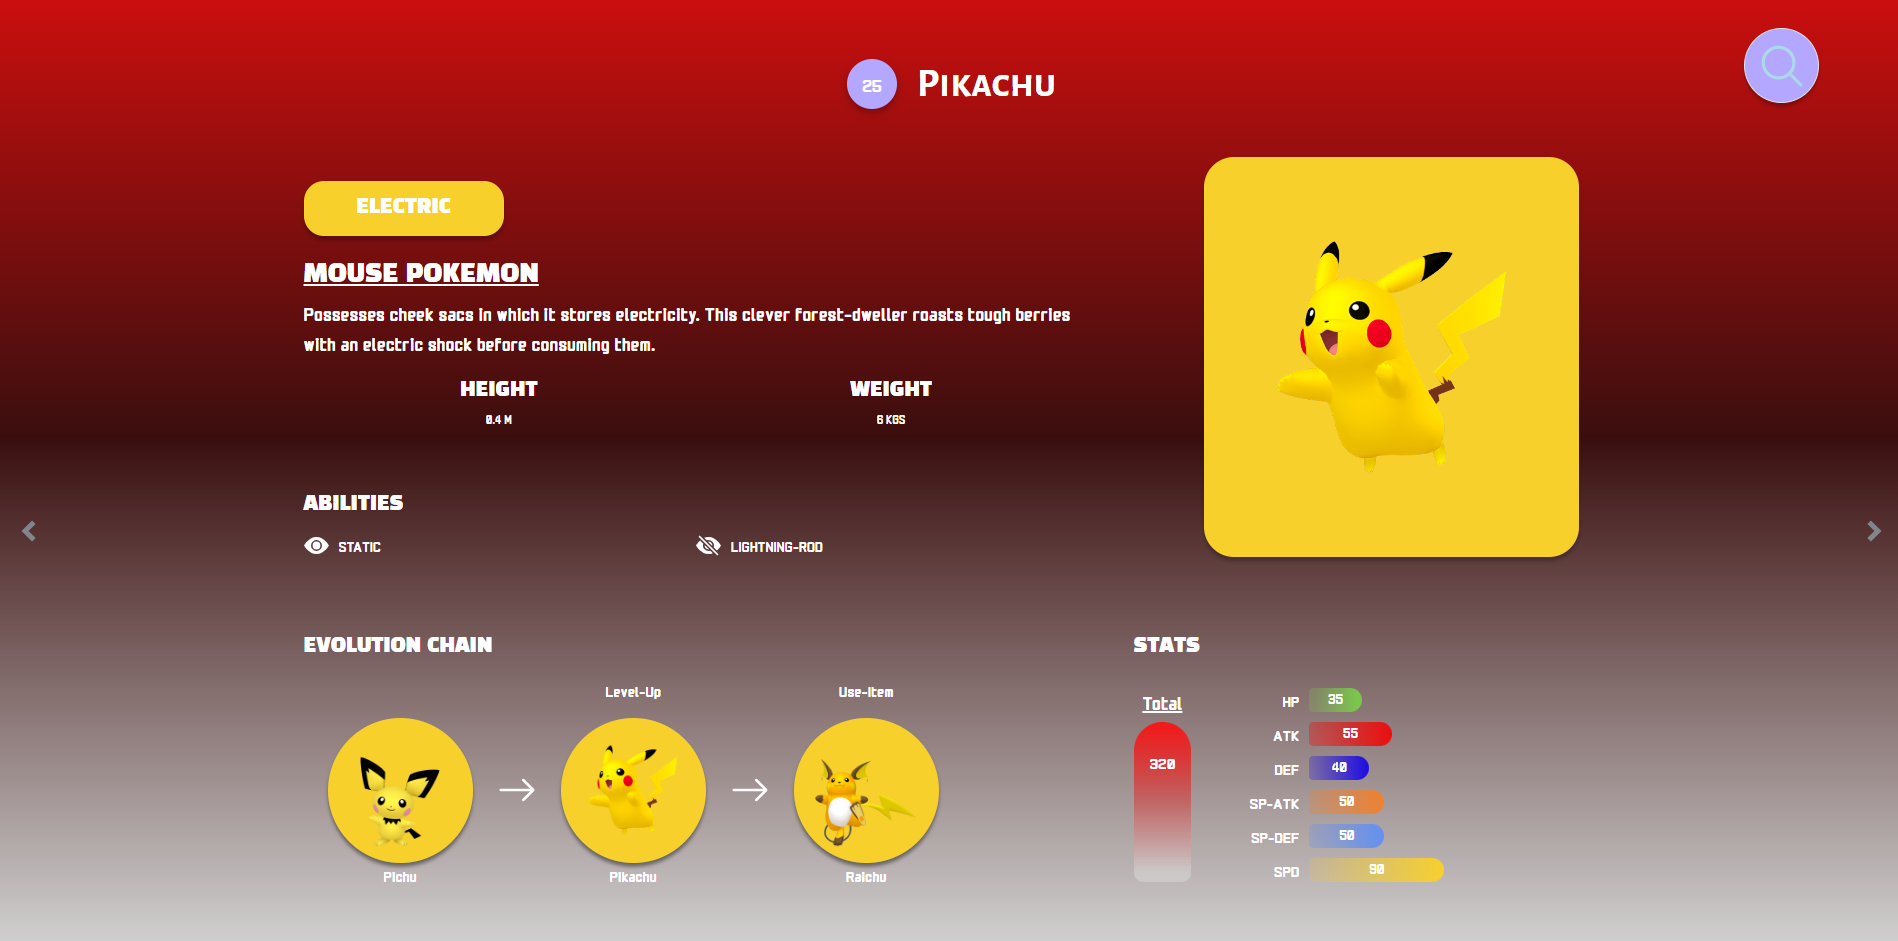 25 Pikachu
ELECTRIC
MOUSE POKEMON
Possesses cheek sacs in which it stores electricity. This clever forest-dweller roasts tough berries
with an electric shock before consuming them.
HEIGHT
0.4 M
WEIGHT
6 KGS
ABILITIES
STATIC
LIGHTNING-ROD
EVOLUTION CHAIN
Level-Up
Use-Item
Pichu
Pikachu
Raichu
STATS
Total
320
HP 35
ATK 55
DEF 40
SP-ATK 50
SP-DEF 50
SPD 90